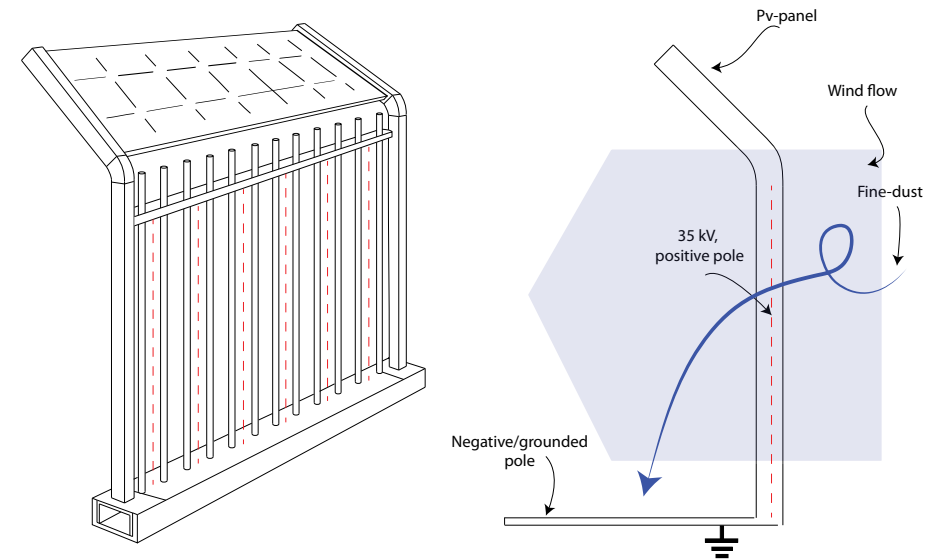 Pv-panel
Wind flow
Fine-dust
35 kV,
positive pole
Negative/grounded
pole